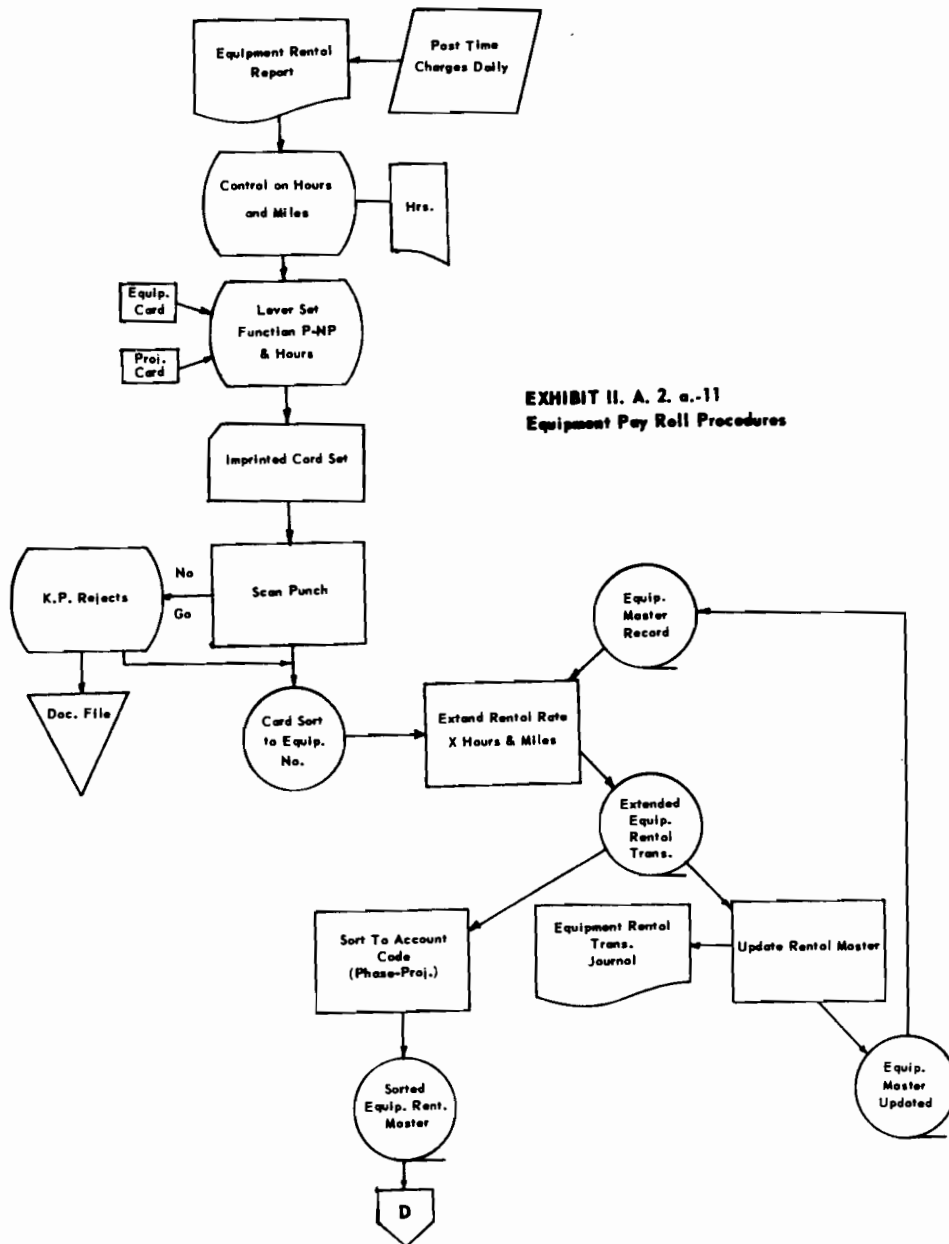 Equipment Rental
Report
Post Time
Charges Daily
Control on Hours
and Miles
Hrs.
Equip.
Card
Proj.
Card
Lever Set
Function P-NP
& Hours
EXHIBIT II. A. 2. a.-11
Equipment Pay Roll Procedures
Imprinted Card Set
K.P. Rejects
No
Go
Scan Punch
Doc. File
Card Sort
to Equip.
No.
Equip.
Master
Record
Extend Rental Rate
X Hours & Miles
Extended
Equip.
Rental
Trans.
Sort To Account
Code
(Phase-Proj.)
Equipment Rental
Trans.
Journal
Update Rental Master
Sorted
Equip. Rent.
Master
Equip.
Master
Updated
D